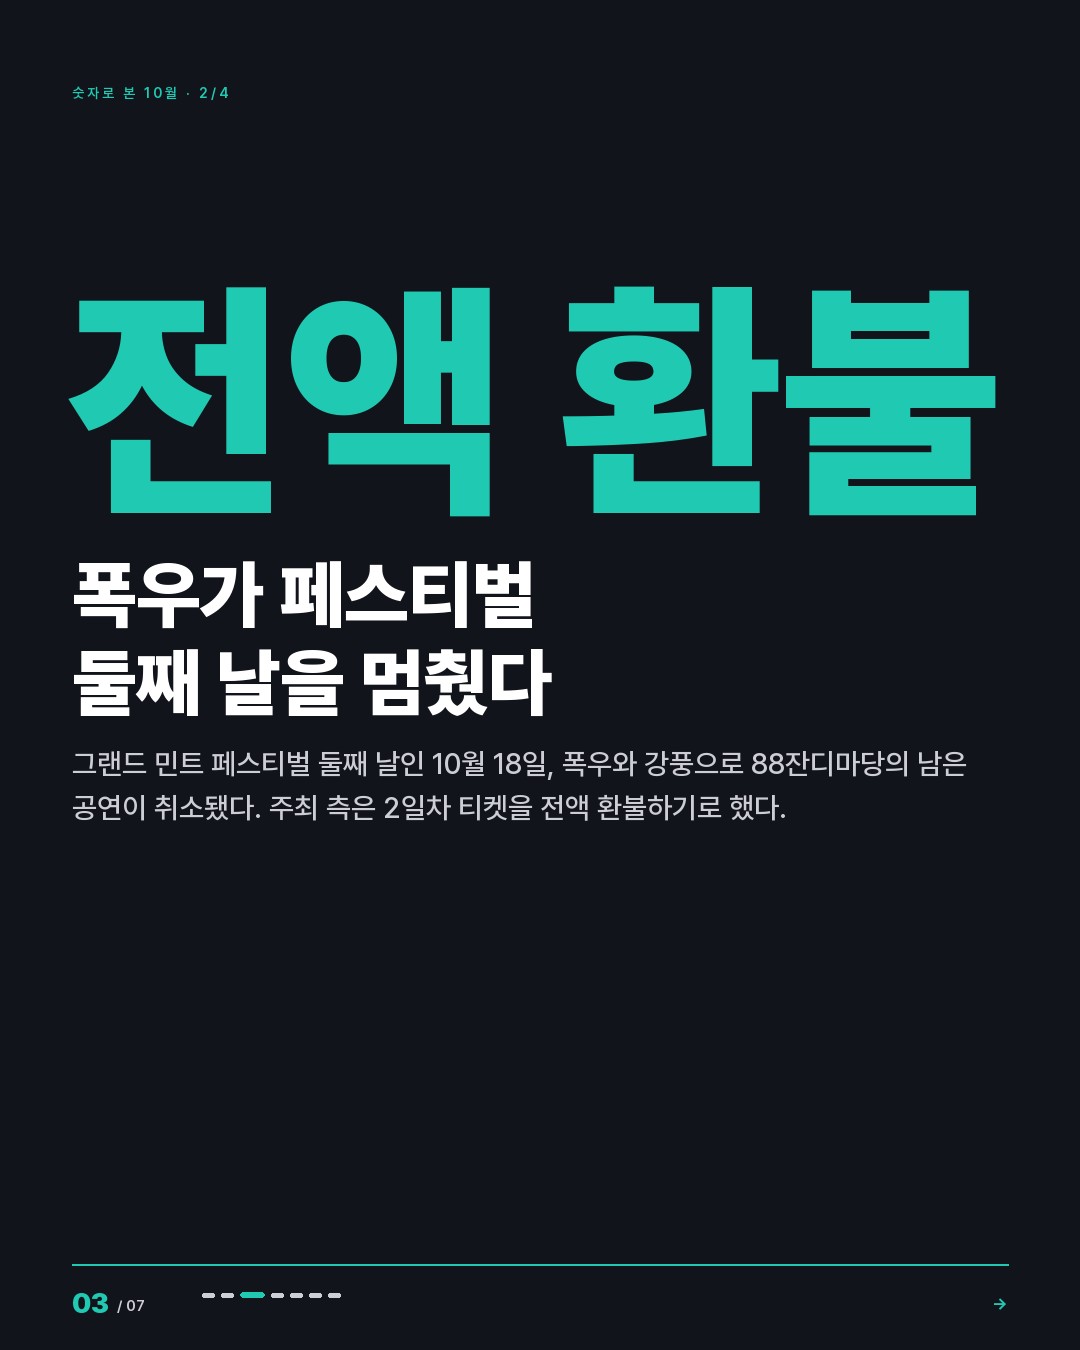 숫자로 본 10월 · 2/4
전액 환불
폭우가 페스티벌
둘째 날을 멈췄다
그랜드 민트 페스티벌 둘째 날인 10월 18일, 폭우와 강풍으로 88잔디마당의 남은
공연이 취소됐다. 주최 측은 2일차 티켓을 전액 환불하기로 했다.
03 / 07 →